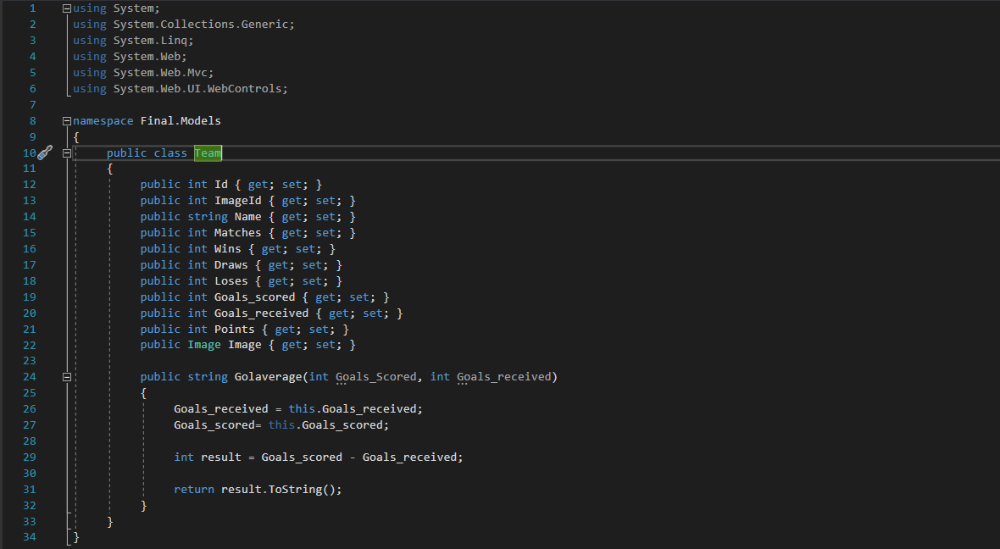 1 using System;
2 using System.Collections.Generic;
3 using System.Linq;
4 using System.Web;
5 using System.Web.Mvc;
6 using System.Web.UI.WebControls;
7
8 namespace Final.Models
9 {
10 public class Team
11 {
12 public int Id { get; set; }
13 public int ImageId { get; set; }
14 public string Name { get; set; }
15 public int Matches { get; set; }
16 public int Wins { get; set; }
17 public int Draws { get; set; }
18 public int Loses { get; set; }
19 public int Goals_scored { get; set; }
20 public int Goals_received { get; set; }
21 public int Points { get; set; }
22 public Image Image { get; set; }
23
24 public string Golaverage(int Goals_Scored, int Goals_received)
25 {
26 Goals_received = this.Goals_received;
27 Goals_scored= this.Goals_scored;
28
29 int result = Goals_scored - Goals_received;
30
31 return result.ToString();
32 }
33 }
34 }